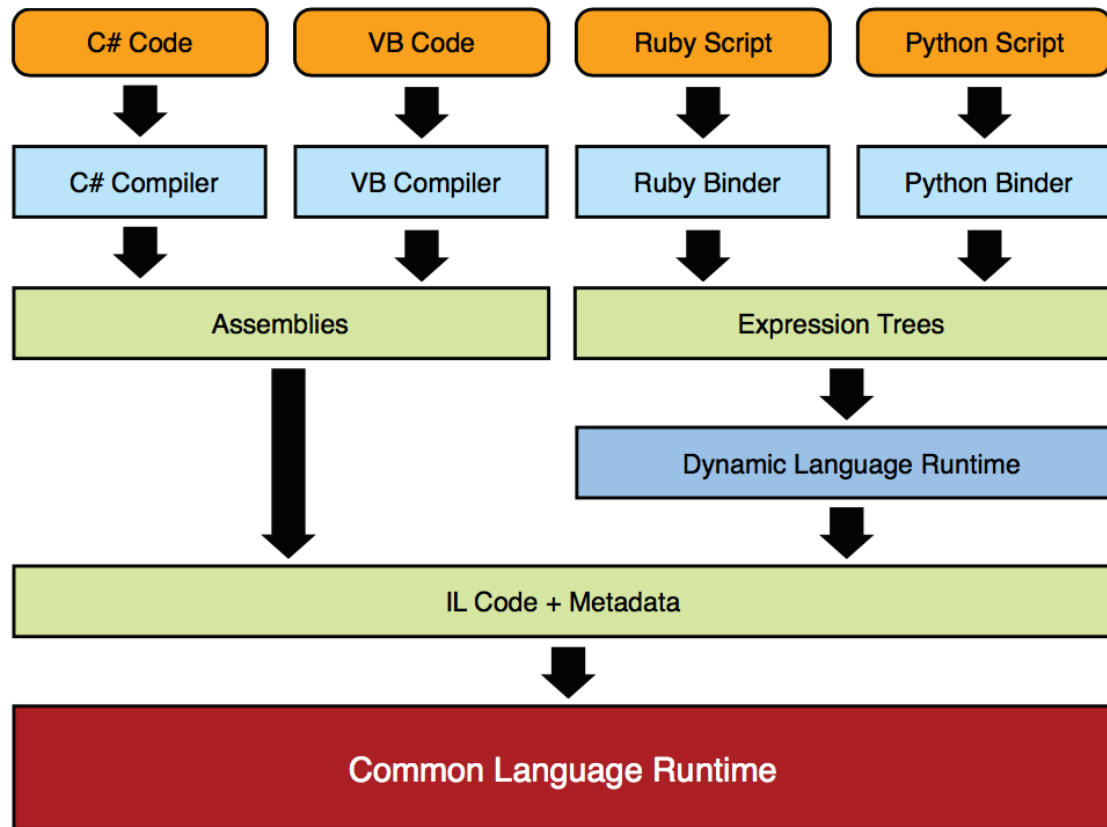 C# Code
VB Code
Ruby Script
Python Script
C# Compiler
VB Compiler
Ruby Binder
Python Binder
Assemblies
Expression Trees
Dynamic Language Runtime
IL Code + Metadata
Common Language Runtime